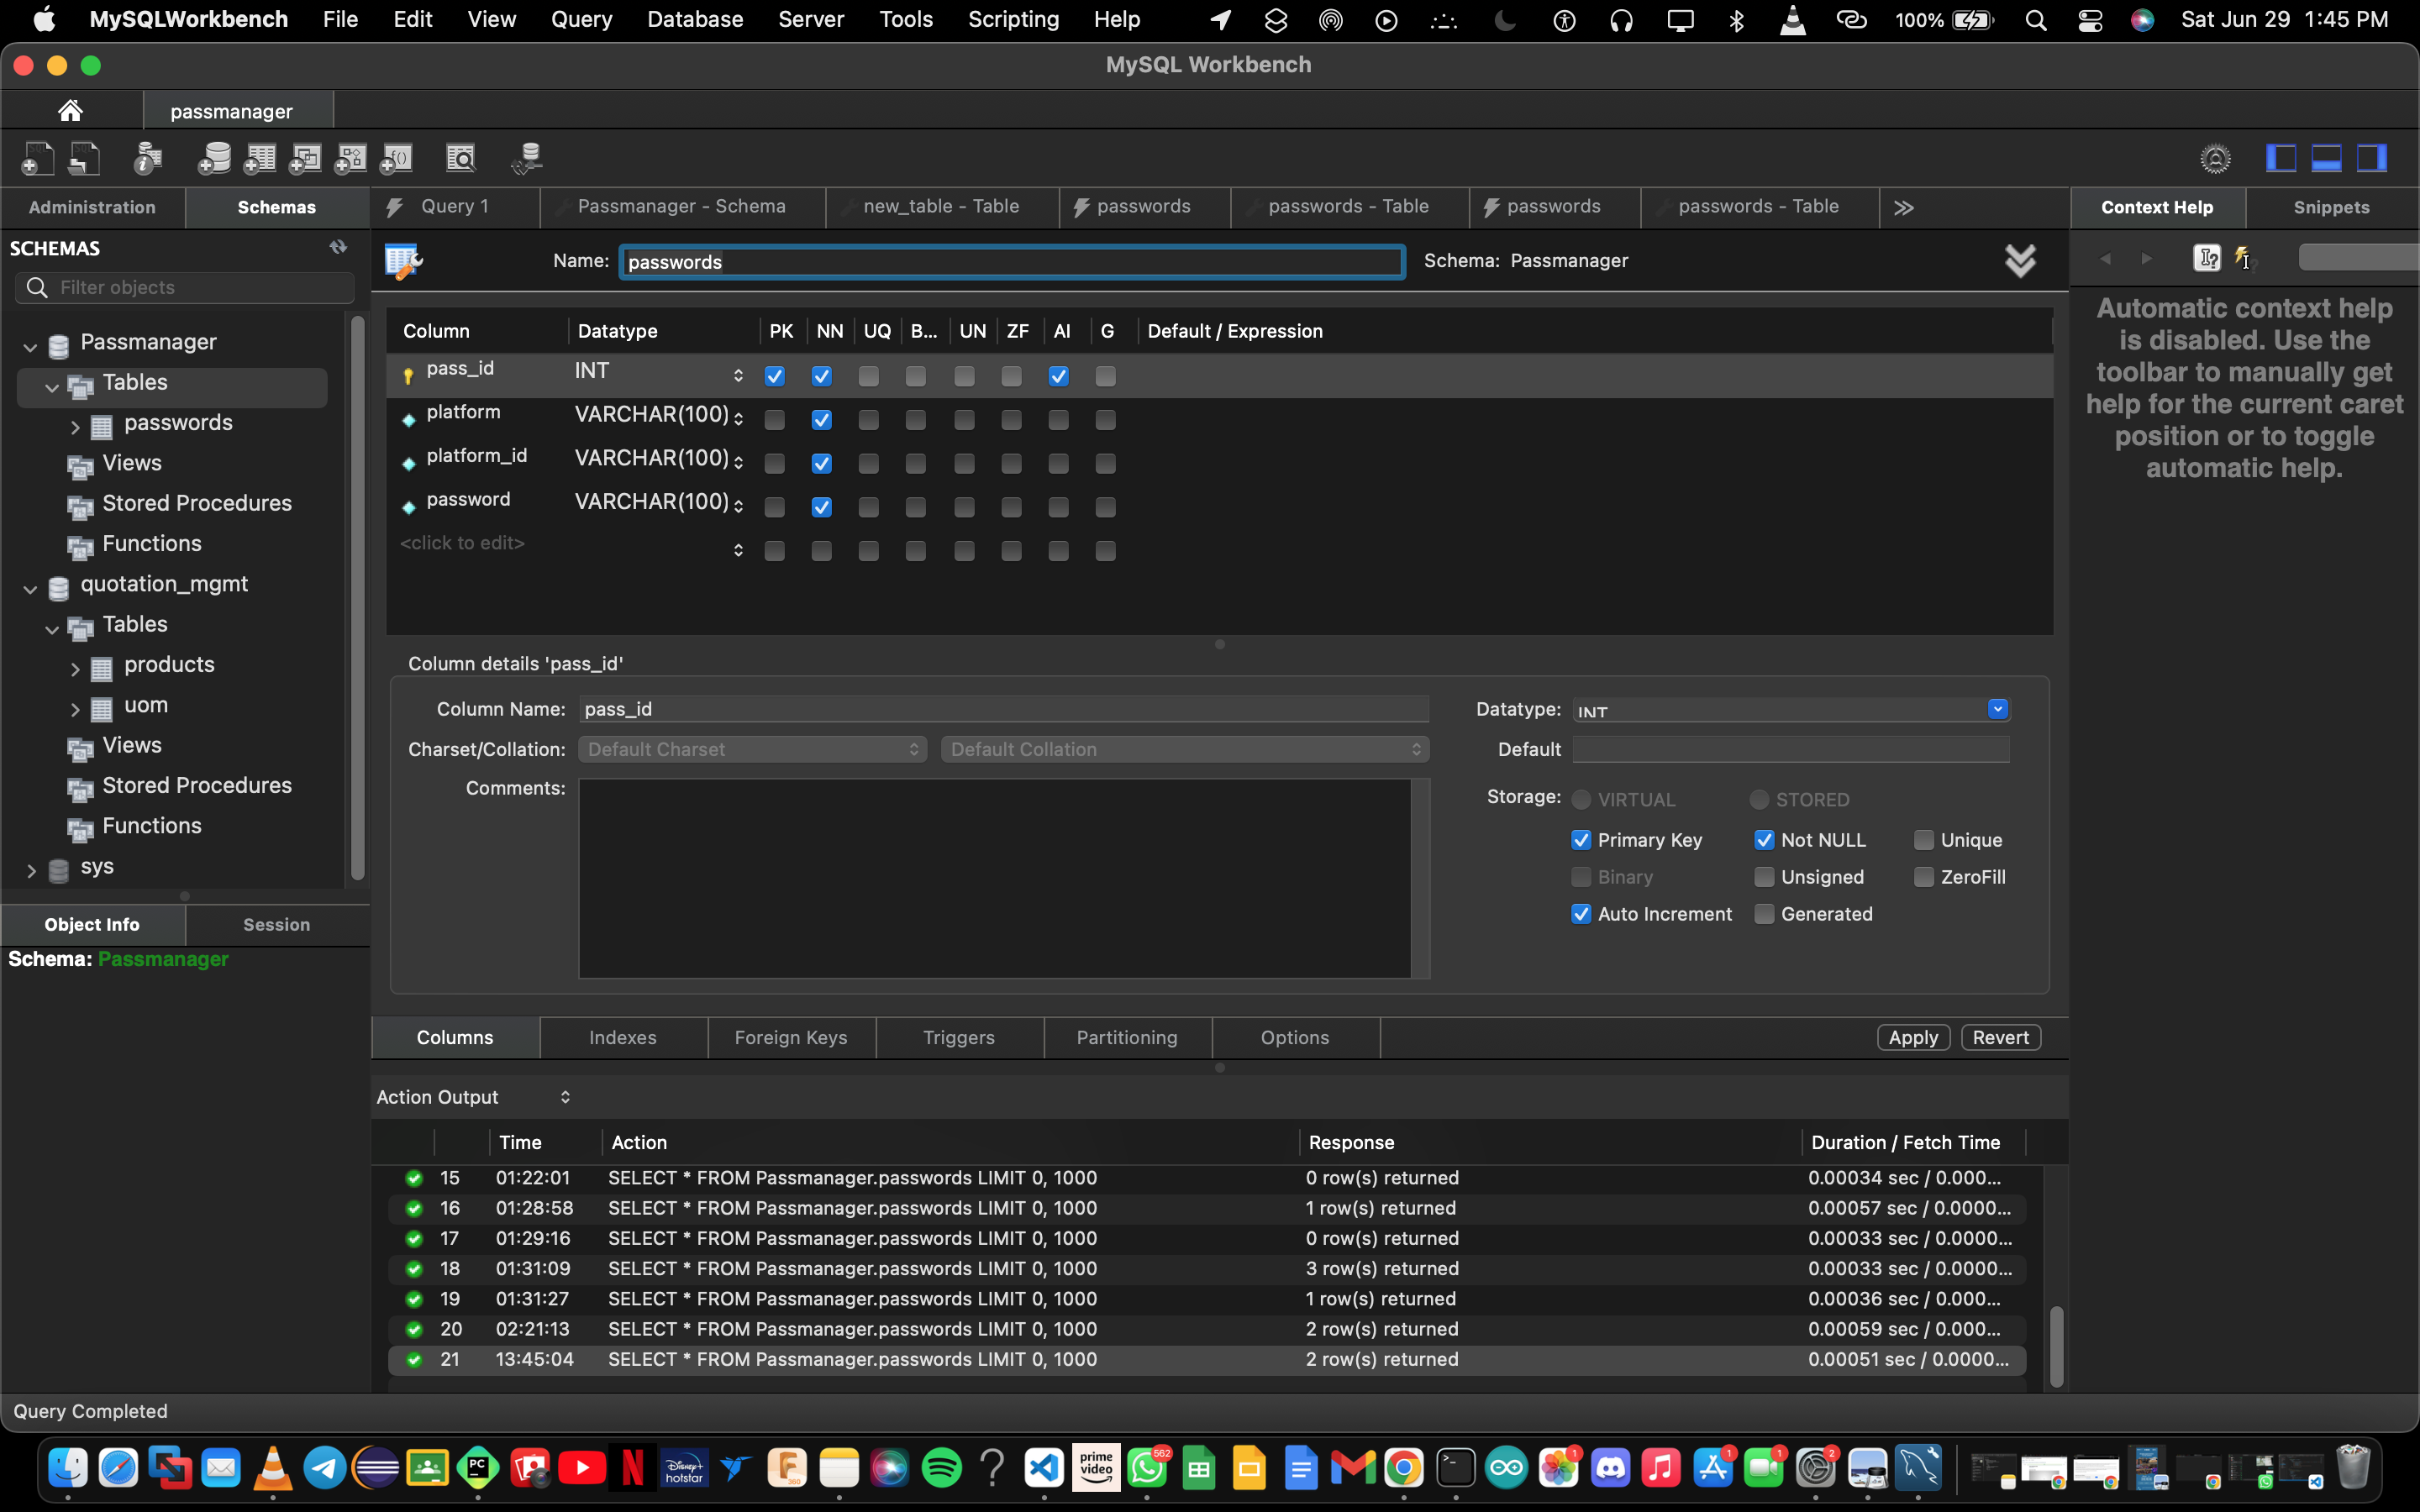 MySQLWorkbench File Edit View Query Database Server Tools Scripting Help 100% Sat Jun 29 1:45 PM
MySQL Workbench
passmanager
Administration Schemas Query 1 Passmanager - Schema new_table - Table passwords passwords - Table passwords passwords - Table Context Help Snippets
SCHEMAS
Filter objects
Passmanager
Tables
passwords
Views
Stored Procedures
Functions
quotation_mgmt
Tables
products
uom
Views
Stored Procedures
Functions
sys
Object Info Session
Schema: Passmanager
Name: passwords Schema: Passmanager
Column Datatype PK NN UQ B... UN ZF AI G Default / Expression
pass_id INT
platform VARCHAR(100)
platform_id VARCHAR(100)
password VARCHAR(100)
<click to edit>
Column details 'pass_id'
Column Name: pass_id Datatype: INT
Charset/Collation: Default Charset Default Collation Default
Comments: Storage: VIRTUAL STORED
Primary Key Not NULL Unique
Binary Unsigned ZeroFill
Auto Increment Generated
Columns Indexes Foreign Keys Triggers Partitioning Options Apply Revert
Action Output
Time Action Response Duration / Fetch Time
15 01:22:01 SELECT * FROM Passmanager.passwords LIMIT 0, 1000 0 row(s) returned 0.00034 sec / 0.000...
16 01:28:58 SELECT * FROM Passmanager.passwords LIMIT 0, 1000 1 row(s) returned 0.00057 sec / 0.0000...
17 01:29:16 SELECT * FROM Passmanager.passwords LIMIT 0, 1000 0 row(s) returned 0.00033 sec / 0.0000...
18 01:31:09 SELECT * FROM Passmanager.passwords LIMIT 0, 1000 3 row(s) returned 0.00033 sec / 0.0000...
19 01:31:27 SELECT * FROM Passmanager.passwords LIMIT 0, 1000 1 row(s) returned 0.00036 sec / 0.000...
20 02:21:13 SELECT * FROM Passmanager.passwords LIMIT 0, 1000 2 row(s) returned 0.00059 sec / 0.000...
21 13:45:04 SELECT * FROM Passmanager.passwords LIMIT 0, 1000 2 row(s) returned 0.00051 sec / 0.0000...
Automatic context help
is disabled. Use the
toolbar to manually get
help for the current caret
position or to toggle
automatic help.
Query Completed
PC N Disney+ hotstar 360 prime video 562 1 1 1 2